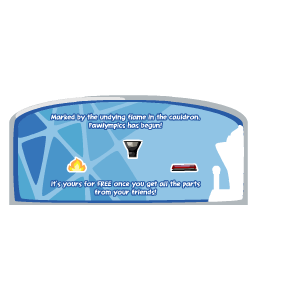 Marked by the undying flame in the cauldron,
Pawlympics has begun!
It's yours for FREE once you get all the parts
from your friends!